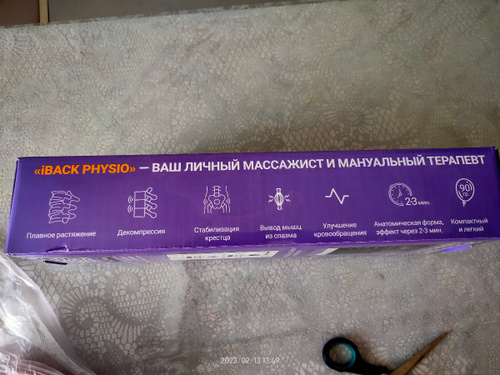 «iBACK PHYSIO» — ВАШ ЛИЧНЫЙ МАССАЖИСТ И МАНУАЛЬНЫЙ ТЕРАПЕВТ
90
ГР.
2-3 МИН.
Плавное растяжение
Декомпрессия
Стабилизация
крестца
Вывод мышц
из спазма
Улучшение
кровообращения
Анатомическая форма,
эффект через 2-3 мин.
Компактный
и легкий
2023. 02. 13 13:49